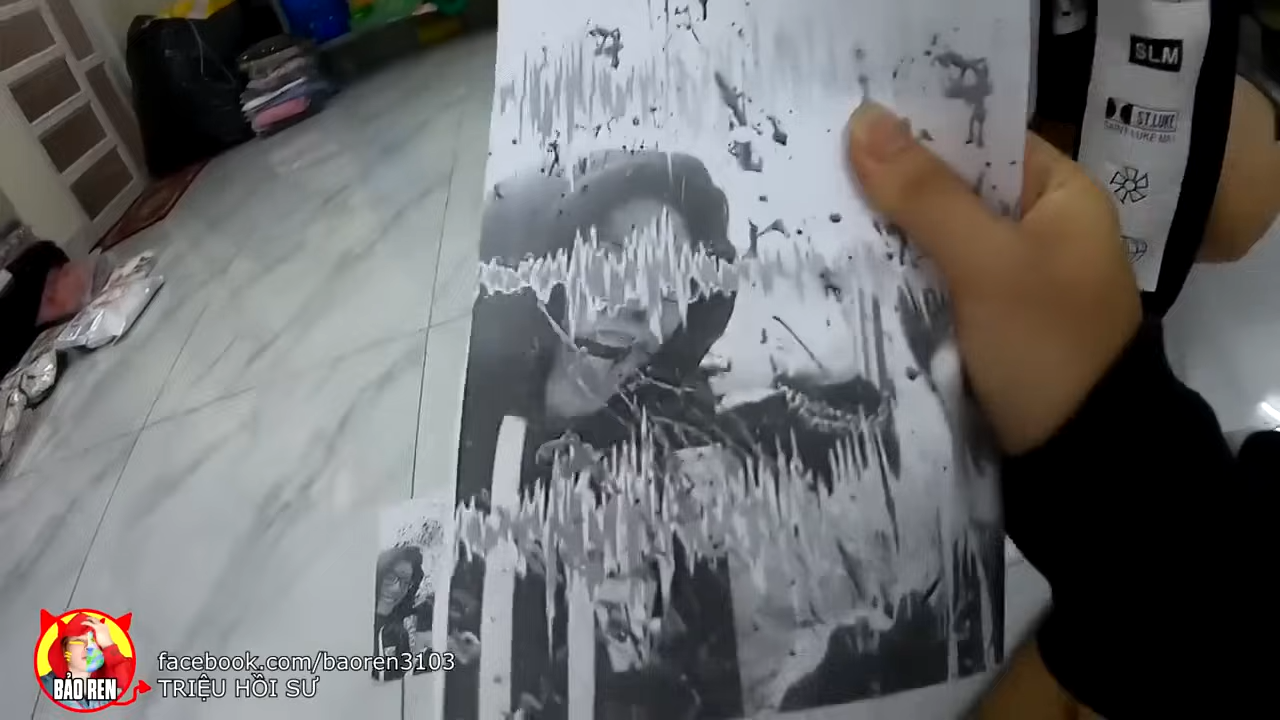 SLM
ST.LUKE
BẢO REN
facebook.com/baoren3103
TRIỆU HỒI SƯ